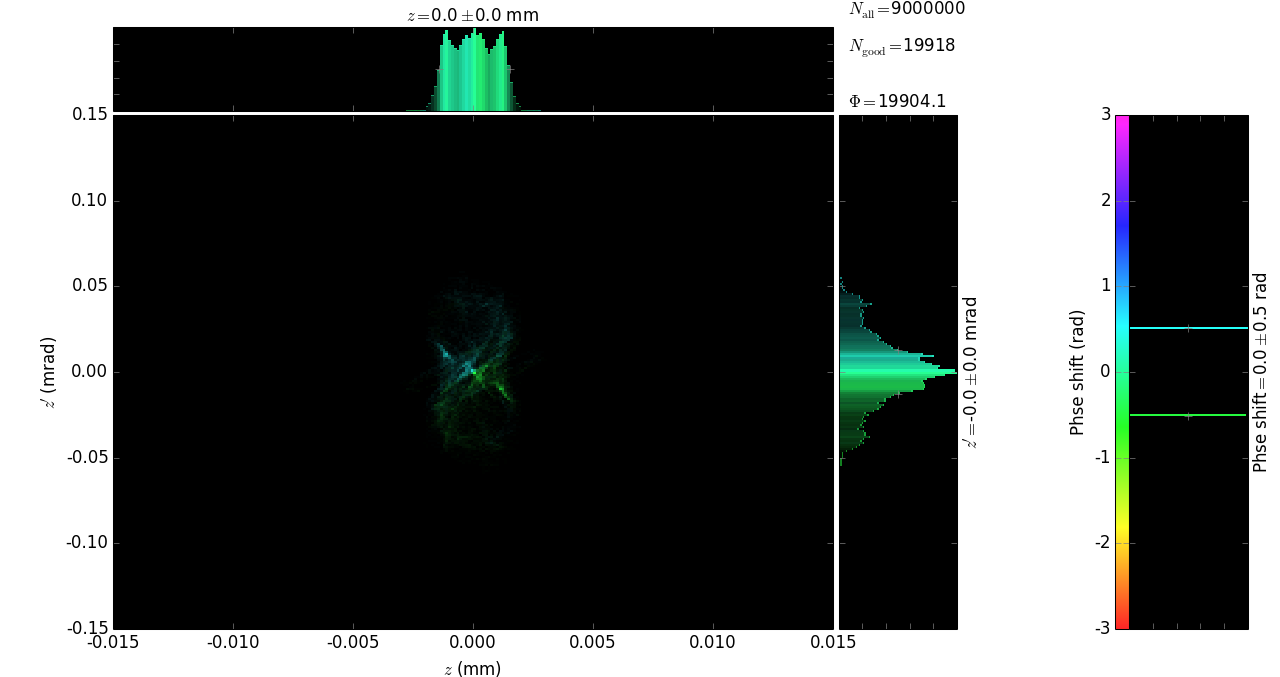 z=0.0 ±0.0 mm
N_all=9000000
N_good=19918
Φ=19904.1
0.15
0.10
0.05
0.00
-0.05
-0.10
-0.15
z′ (mrad)
-0.015
-0.010
-0.005
0.000
0.005
0.010
0.015
z (mm)
z′=-0.0±0.0 mrad
3
2
1
0
-1
-2
-3
Phse shift (rad)
Phse shift=0.0±0.5 rad